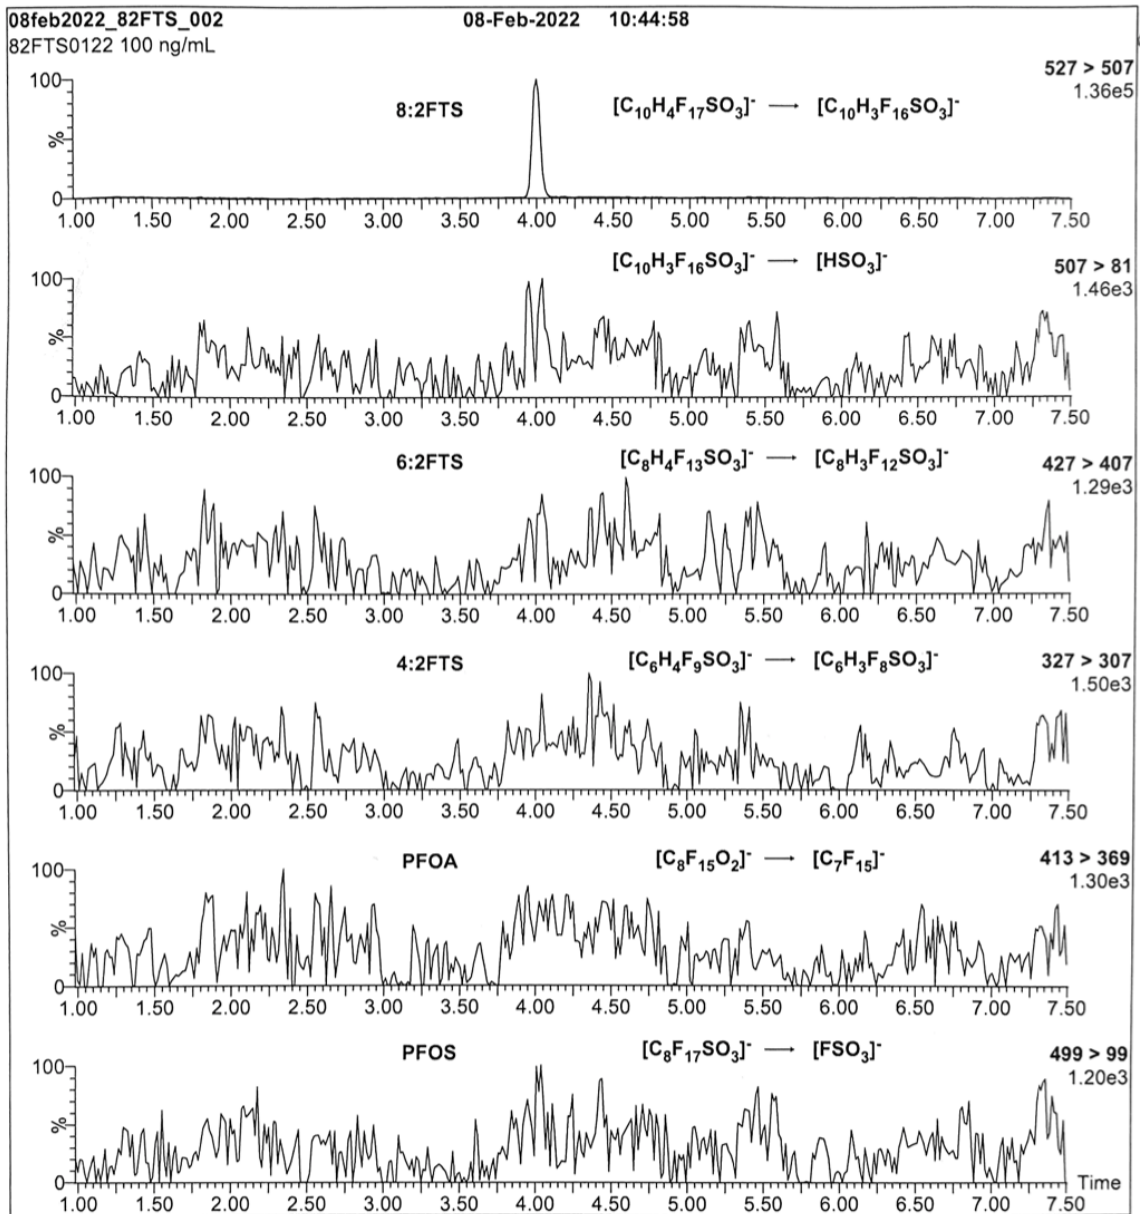 08feb2022_82FTS_002 08-Feb-2022 10:44:58
82FTS0122 100 ng/mL
527 > 507
1.36e5
8:2FTS [C10H4F17SO3]- → [C10H3F16SO3]-
100
%
0
1.00 1.50 2.00 2.50 3.00 3.50 4.00 4.50 5.00 5.50 6.00 6.50 7.00 7.50
[C10H3F16SO3]- → [HSO3]- 507 > 81
1.46e3
100
%
0
1.00 1.50 2.00 2.50 3.00 3.50 4.00 4.50 5.00 5.50 6.00 6.50 7.00 7.50
6:2FTS [C8H4F13SO3]- → [C8H3F12SO3]- 427 > 407
1.29e3
100
%
0
1.00 1.50 2.00 2.50 3.00 3.50 4.00 4.50 5.00 5.50 6.00 6.50 7.00 7.50
4:2FTS [C6H4F9SO3]- → [C6H3F8SO3]- 327 > 307
1.50e3
100
%
0
1.00 1.50 2.00 2.50 3.00 3.50 4.00 4.50 5.00 5.50 6.00 6.50 7.00 7.50
PFOA [C8F15O2]- → [C7F15]- 413 > 369
1.30e3
100
%
0
1.00 1.50 2.00 2.50 3.00 3.50 4.00 4.50 5.00 5.50 6.00 6.50 7.00 7.50
PFOS [C8F17SO3]- → [FSO3]- 499 > 99
1.20e3
100
%
0
Time
1.00 1.50 2.00 2.50 3.00 3.50 4.00 4.50 5.00 5.50 6.00 6.50 7.00 7.50